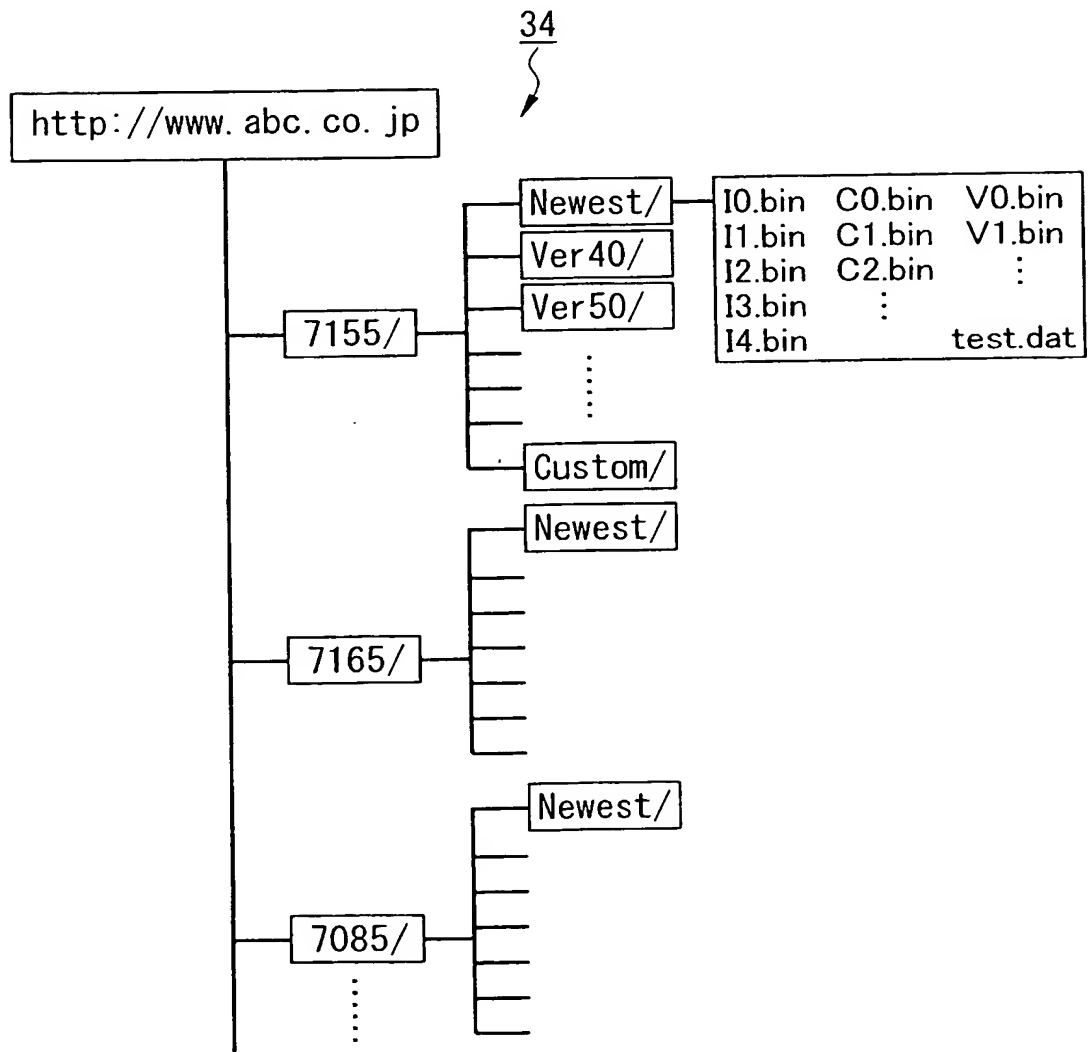 34
http://www.abc.co.jp
Newest/
I0.bin C0.bin V0.bin
I1.bin C1.bin V1.bin
I2.bin C2.bin ⋮
I3.bin ⋮
I4.bin test.dat
Ver40/
Ver50/
7155/
Custom/
Newest/
7165/
Newest/
7085/